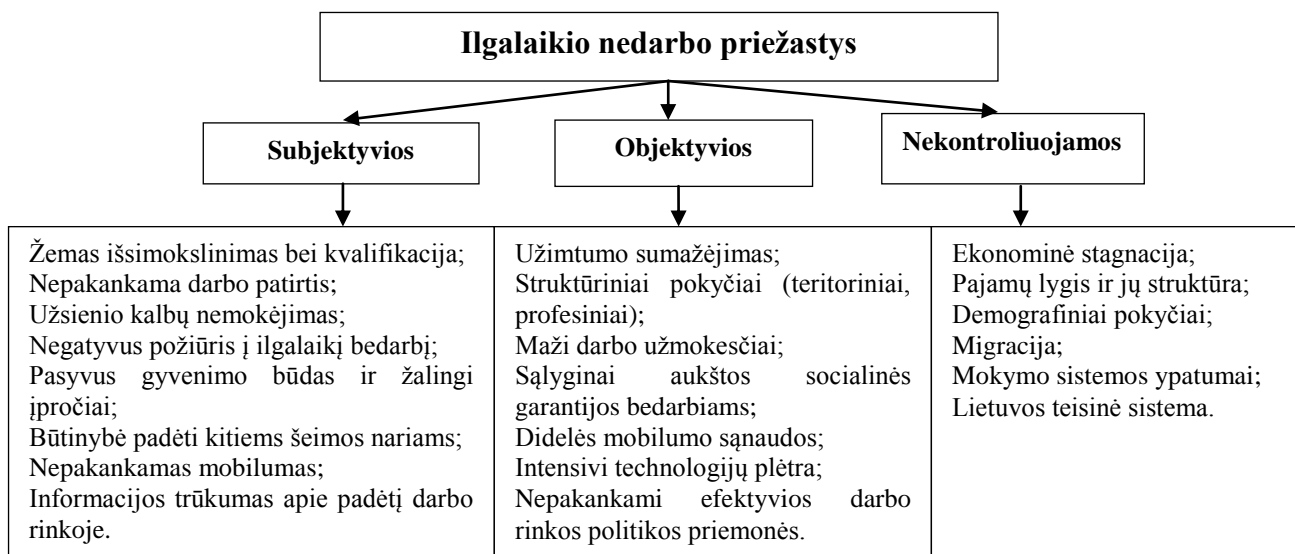 Ilgalaikio nedarbo priežastys
Subjektyvios
Objektyvios
Nekontroliuojamos
Žemas išsimokslinimas bei kvalifikacija;
Nepakankama darbo patirtis;
Užsienio kalbų nemokėjimas;
Negatyvus požiūris į ilgalaikį bedarbį;
Pasyvus gyvenimo būdas ir žalingi
įpročiai;
Būtinybė padėti kitiems šeimos nariams;
Nepakankamas mobilumas;
Informacijos trūkumas apie padėtį darbo
rinkoje.
Užimtumo sumažėjimas;
Struktūriniai pokyčiai (teritoriniai,
profesiniai);
Maži darbo užmokesčiai;
Sąlyginai aukštos socialinės
garantijos bedarbiams;
Didelės mobilumo sąnaudos;
Intensivi technologijų plėtra;
Nepakankami efektyvios darbo
rinkos politikos priemonės.
Ekonominė stagnacija;
Pajamų lygis ir jų struktūra;
Demografiniai pokyčiai;
Migracija;
Mokymo sistemos ypatumai;
Lietuvos teisinė sistema.